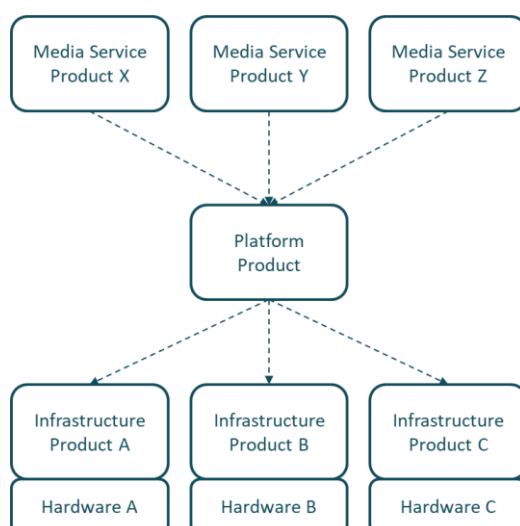 Media Service
Product X
Media Service
Product Y
Media Service
Product Z
Platform
Product
Infrastructure
Product A
Infrastructure
Product B
Infrastructure
Product C
Hardware A
Hardware B
Hardware C